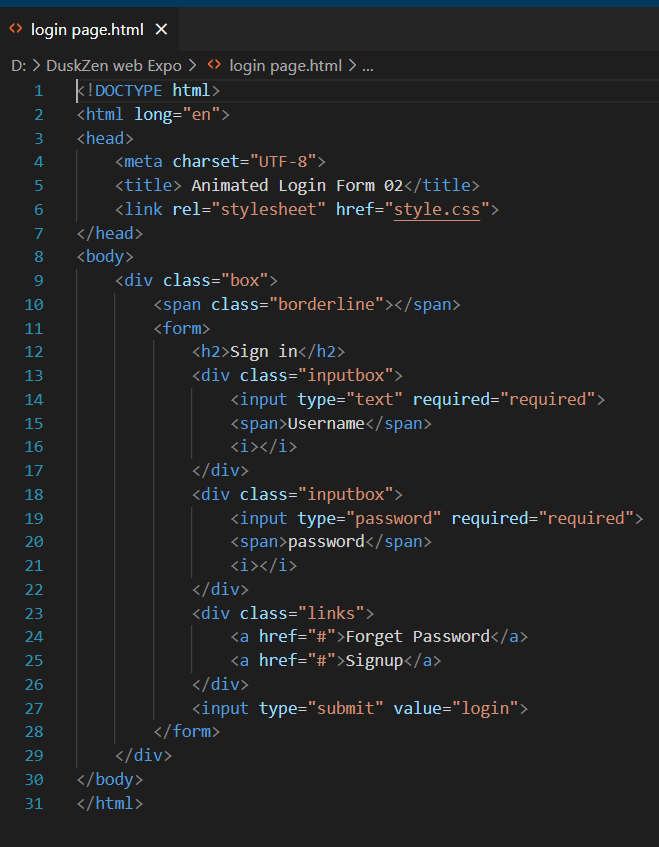 login page.html
D: > DuskZen web Expo > login page.html > ...
1 <!DOCTYPE html>
2 <html long="en">
3 <head>
4     <meta charset="UTF-8">
5     <title> Animated Login Form 02</title>
6     <link rel="stylesheet" href="style.css">
7 </head>
8 <body>
9     <div class="box">
10         <span class="borderline"></span>
11         <form>
12             <h2>Sign in</h2>
13             <div class="inputbox">
14                 <input type="text" required="required">
15                 <span>Username</span>
16                 <i></i>
17             </div>
18             <div class="inputbox">
19                 <input type="password" required="required">
20                 <span>password</span>
21                 <i></i>
22             </div>
23             <div class="links">
24                 <a href="#">Forget Password</a>
25                 <a href="#">Signup</a>
26             </div>
27             <input type="submit" value="login">
28         </form>
29     </div>
30 </body>
31 </html>